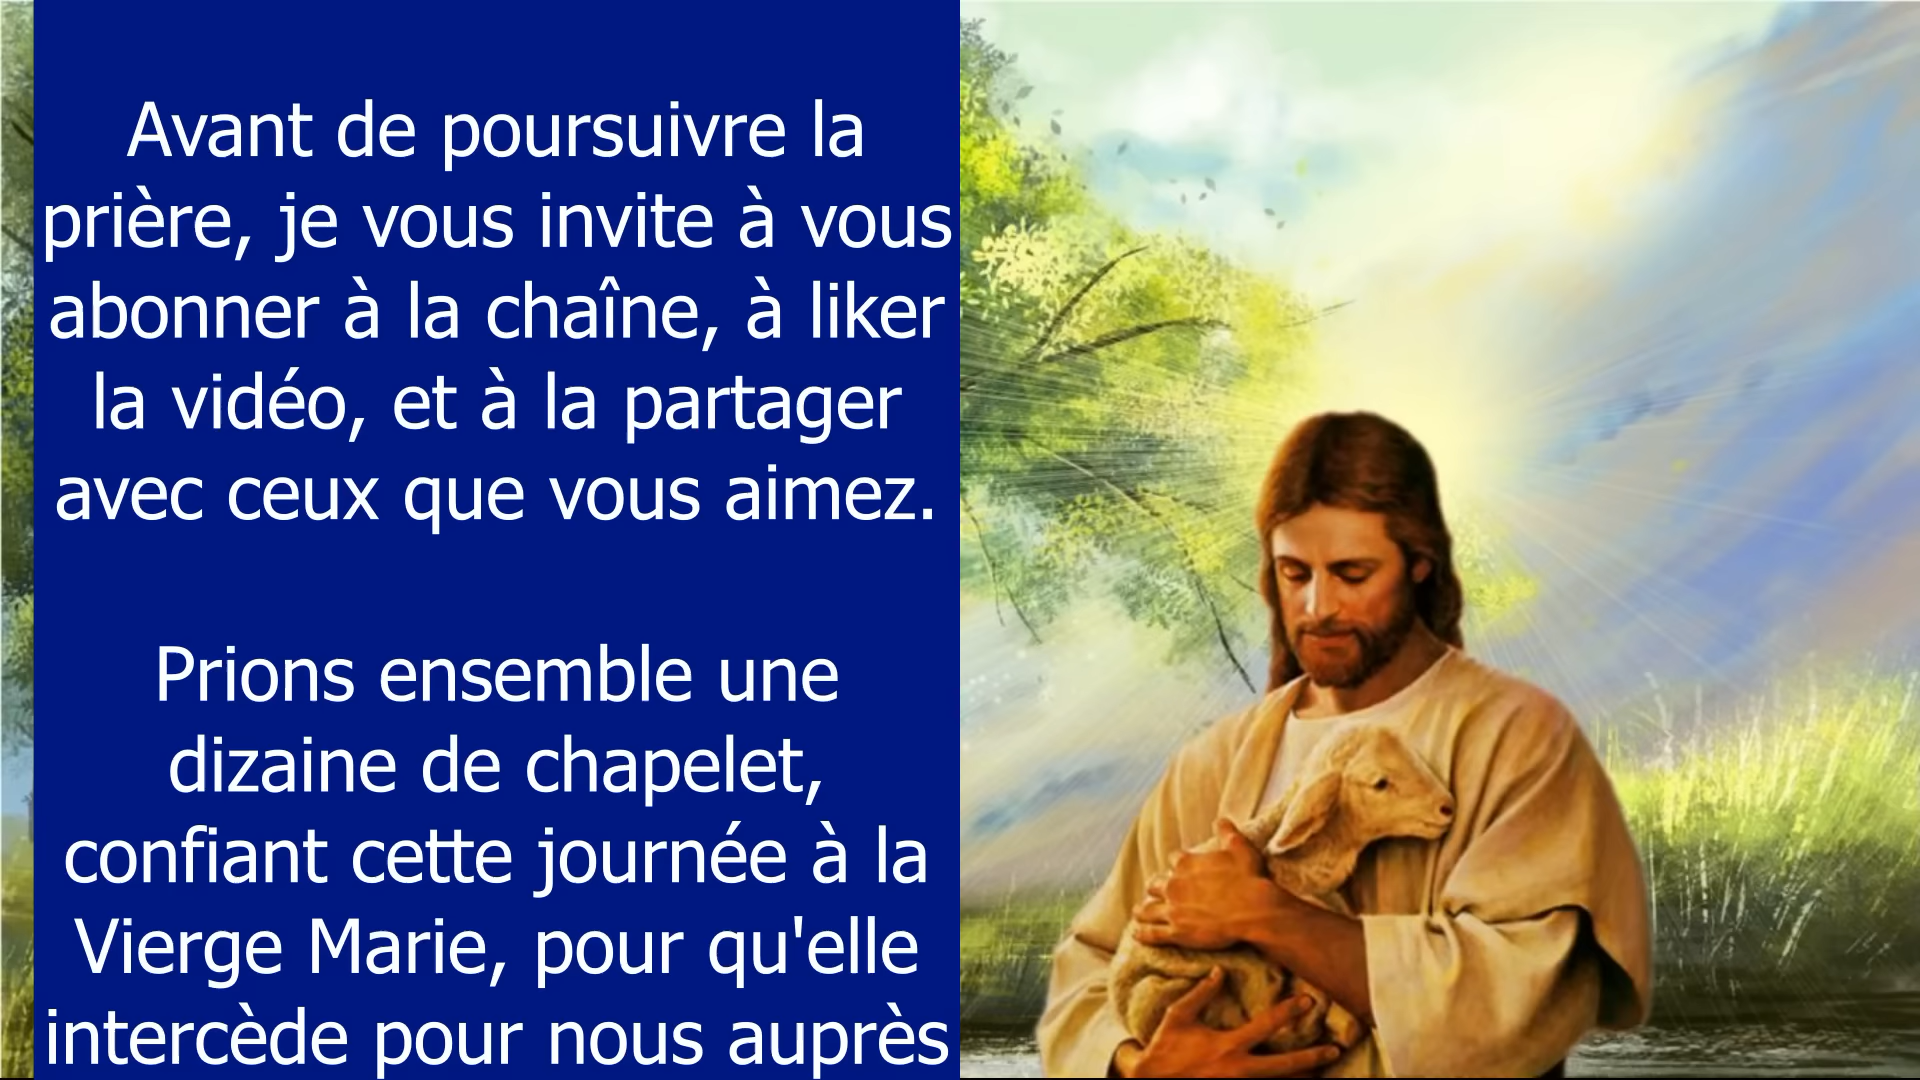 Avant de poursuivre la
prière, je vous invite à vous
abonner à la chaîne, à liker
la vidéo, et à la partager
avec ceux que vous aimez.
Prions ensemble une
dizaine de chapelet,
confiant cette journée à la
Vierge Marie, pour qu'elle
intercède pour nous auprès